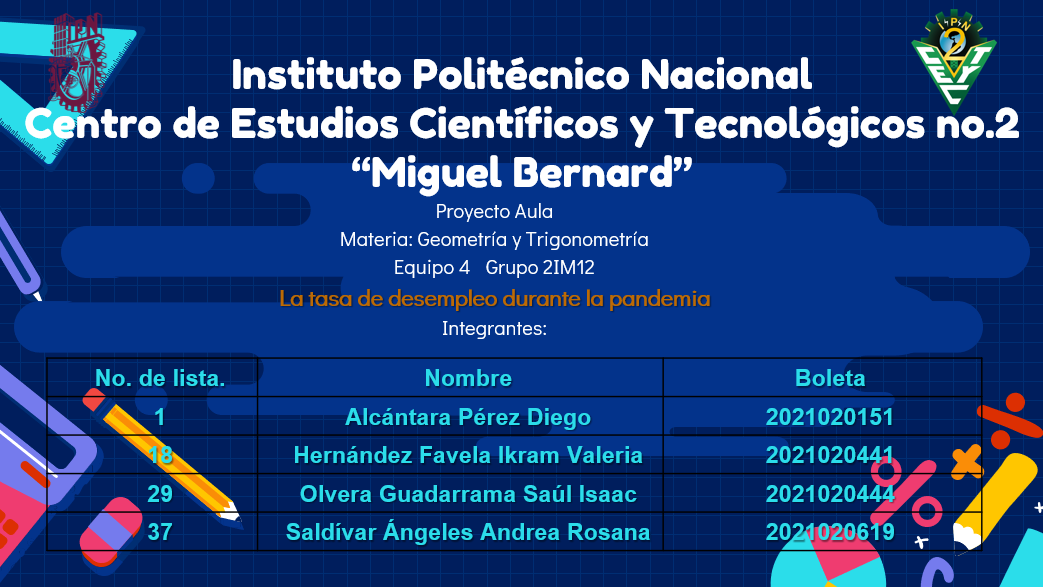 IPN
I P N
2
CECYT
Instituto Politécnico Nacional
Centro de Estudios Científicos y Tecnológicos no.2
“Miguel Bernard”
Proyecto Aula
Materia: Geometría y Trigonometría
Equipo 4 Grupo 2IM12
La tasa de desempleo durante la pandemia
Integrantes:
No. de lista. Nombre Boleta
1 Alcántara Pérez Diego 2021020151
18 Hernández Favela Ikram Valeria 2021020441
29 Olvera Guadarrama Saúl Isaac 2021020444
37 Saldívar Ángeles Andrea Rosana 2021020619